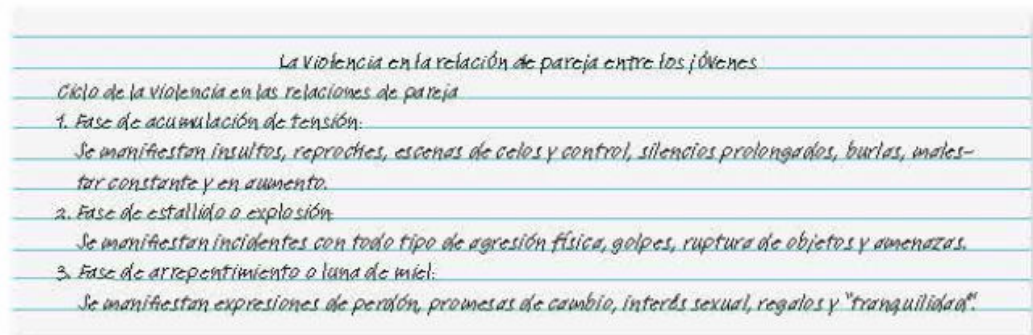 La violencia en la relación de pareja entre los jóvenes
Ciclo de la violencia en las relaciones de pareja
1. Fase de acumulación de tensión:
Se manifiestan insultos, reproches, escenas de celos y control, silencios prolongados, burlas, males-
tar constante y en aumento.
2. Fase de estallido o explosión
Se manifiestan incidentes con todo tipo de agresión física, golpes, ruptura de objetos y amenazas.
3. Fase de arrepentimiento o luna de miel:
Se manifiestan expresiones de perdón, promesas de cambio, interés sexual, regalos y "tranquilidad".